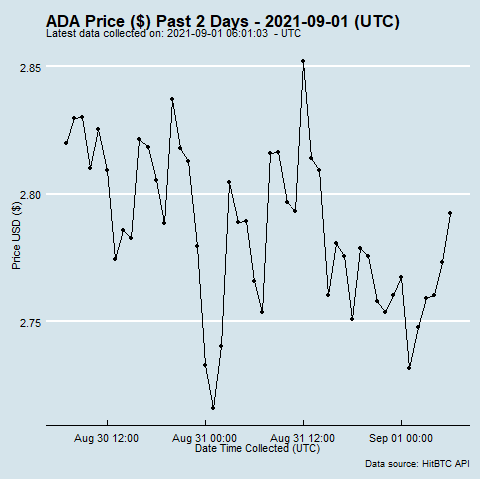 ADA Price ($) Past 2 Days - 2021-09-01 (UTC)
Latest data collected on: 2021-09-01 06:01:03  - UTC
2.85
2.80
2.75
Price USD ($)
Aug 30 12:00
Aug 31 00:00
Aug 31 12:00
Sep 01 00:00
Date Time Collected (UTC)
Data source: HitBTC API